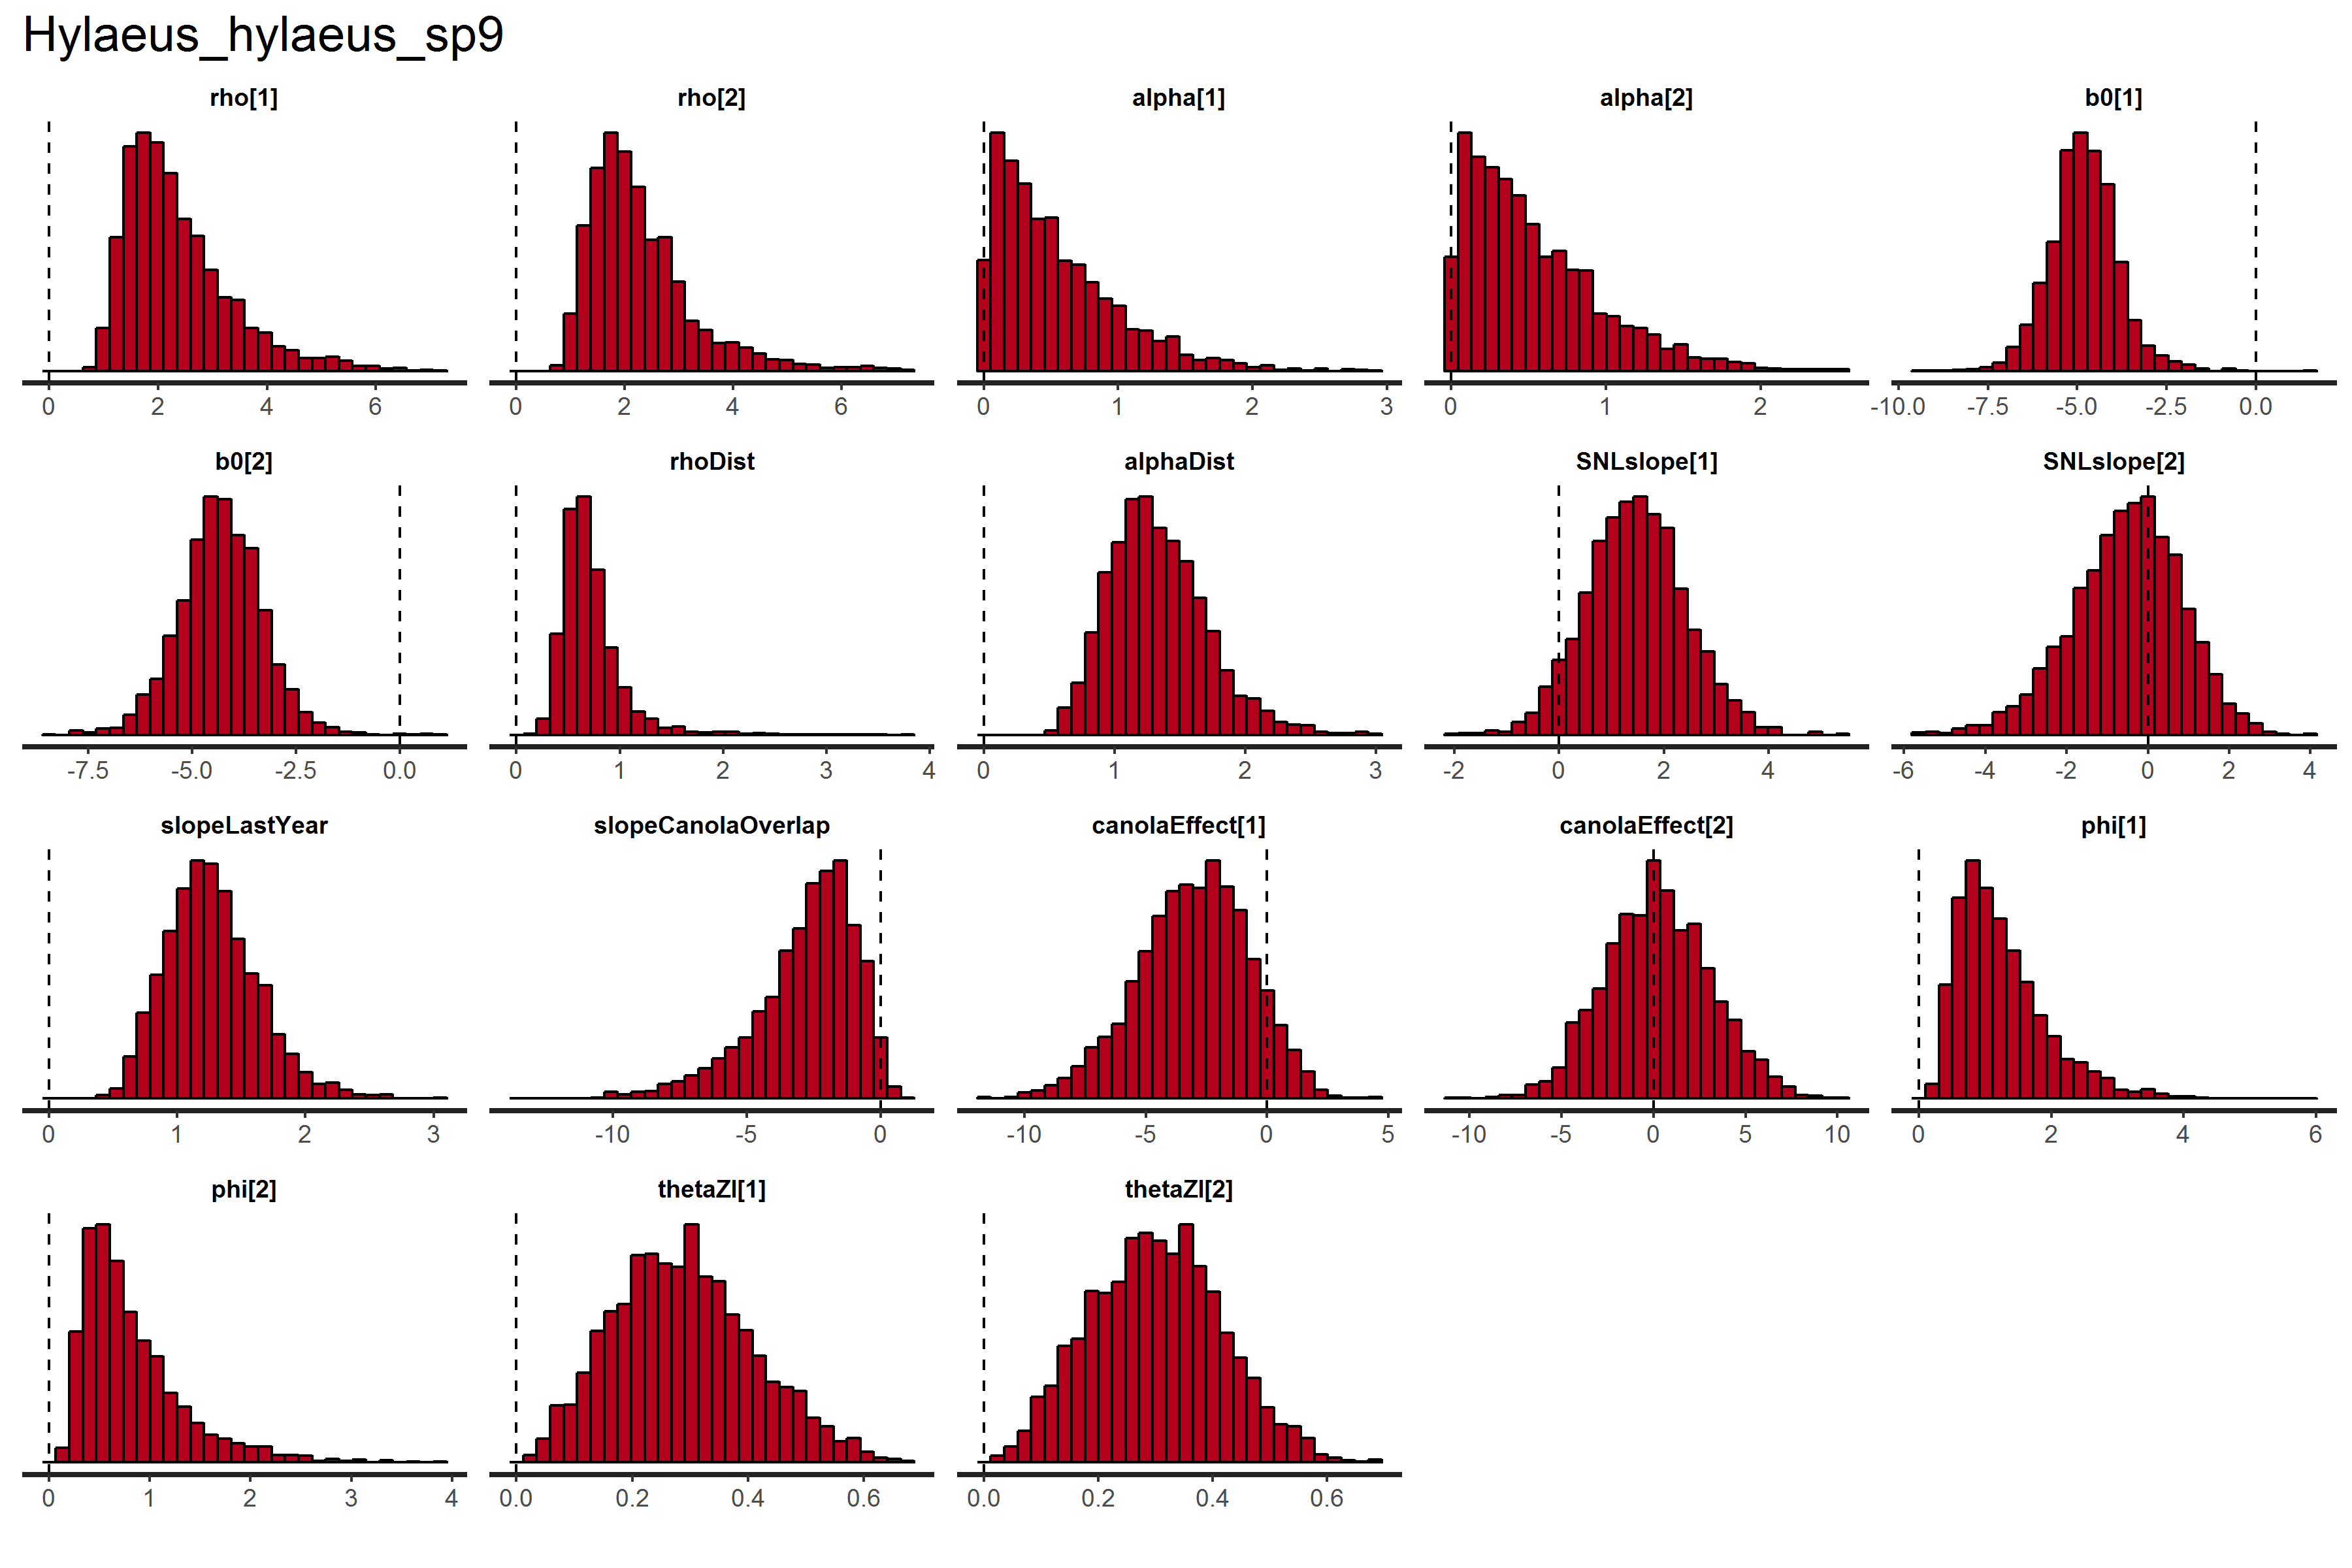 Hylaeus_hylaeus_sp9
rho[1] rho[2] alpha[1] alpha[2] b0[1]
0 2 4 6 0 2 4 6 0 1 2 3 0 1 2 -10.0 -7.5 -5.0 -2.5 0.0
b0[2] rhoDist alphaDist SNLslope[1] SNLslope[2]
-7.5 -5.0 -2.5 0.0 0 1 2 3 4 0 1 2 3 -2 0 2 4 -6 -4 -2 0 2 4
slopeLastYear slopeCanolaOverlap canolaEffect[1] canolaEffect[2] phi[1]
0 1 2 3 -10 -5 0 -10 -5 0 5 -10 -5 0 5 10 0 2 4 6
phi[2] thetaZI[1] thetaZI[2]
0 1 2 3 4 0.0 0.2 0.4 0.6 0.0 0.2 0.4 0.6